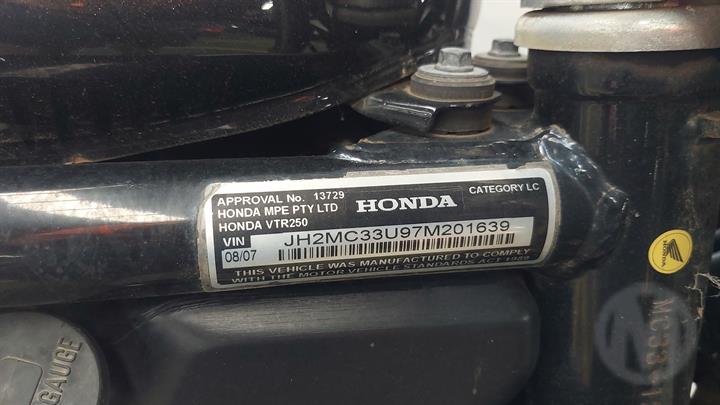 APPROVAL No. 13729
HONDA MPE PTY LTD
HONDA VTR250
HONDA
CATEGORY LC
VIN
08/07
JH2MC33U97M201639
THIS VEHICLE WAS MANUFACTURED TO COMPLY
WITH THE MOTOR VEHICLE STANDARDS ACT 1989
HONDA
GAUGE